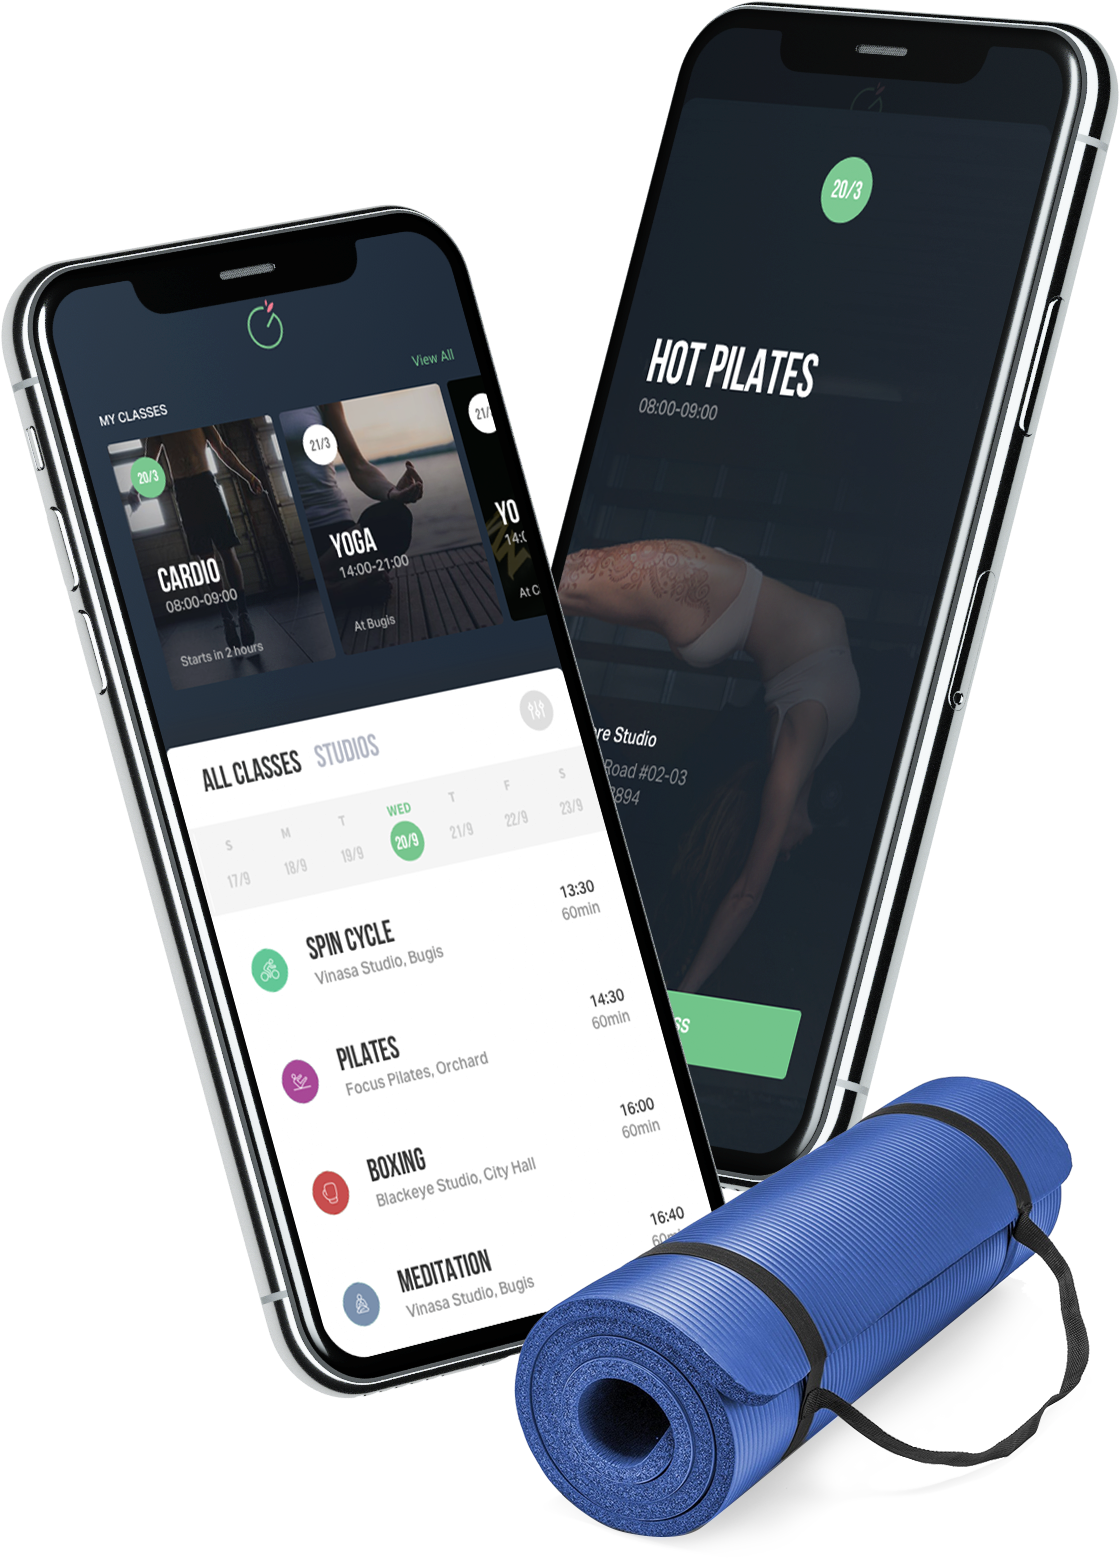 View All
MY CLASSES
20/3
CARDIO
08:00-09:00
Starts in 2 hours
21/3
YOGA
14:00-21:00
At Bugis
21/
YO
14:
At C
ALL CLASSES STUDIOS
S M T WED T F S
17/9 18/9 19/9 20/9 21/9 22/9 23/9
SPIN CYCLE
Vinasa Studio, Bugis
13:30
60min
PILATES
Focus Pilates, Orchard
14:30
60min
BOXING
Blackeye Studio, City Hall
16:00
60min
MEDITATION
Vinasa Studio, Bugis
16:40
20/3
HOT PILATES
08:00-09:00
re Studio
Road #02-03
3894
SS